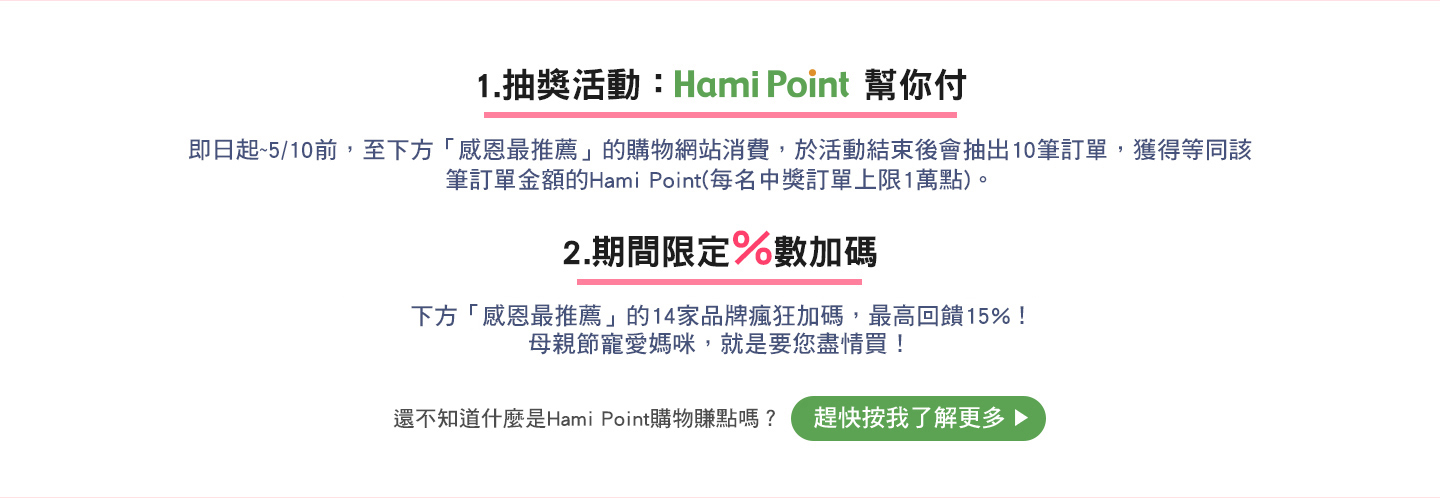 1.抽獎活動：Hami Point 幫你付
即日起~5/10前，至下方「感恩最推薦」的購物網站消費，於活動結束後會抽出10筆訂單，獲得等同該
筆訂單金額的Hami Point(每名中獎訂單上限1萬點)。
2.期間限定%數加碼
下方「感恩最推薦」的14家品牌瘋狂加碼，最高回饋15%！
母親節寵愛媽咪，就是要您盡情買！
還不知道什麼是Hami Point購物賺點嗎？ 趕快按我了解更多